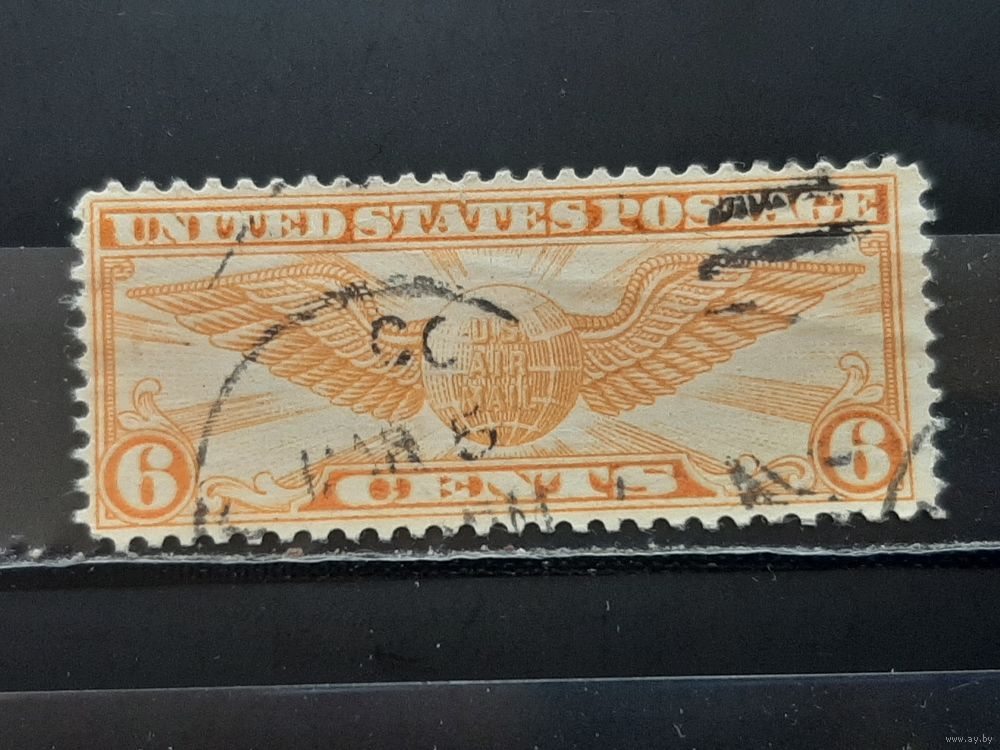 UNITED STATES POSTAGE
U.S.
AIR
MAIL
6 CENTS 6
www.ay.by